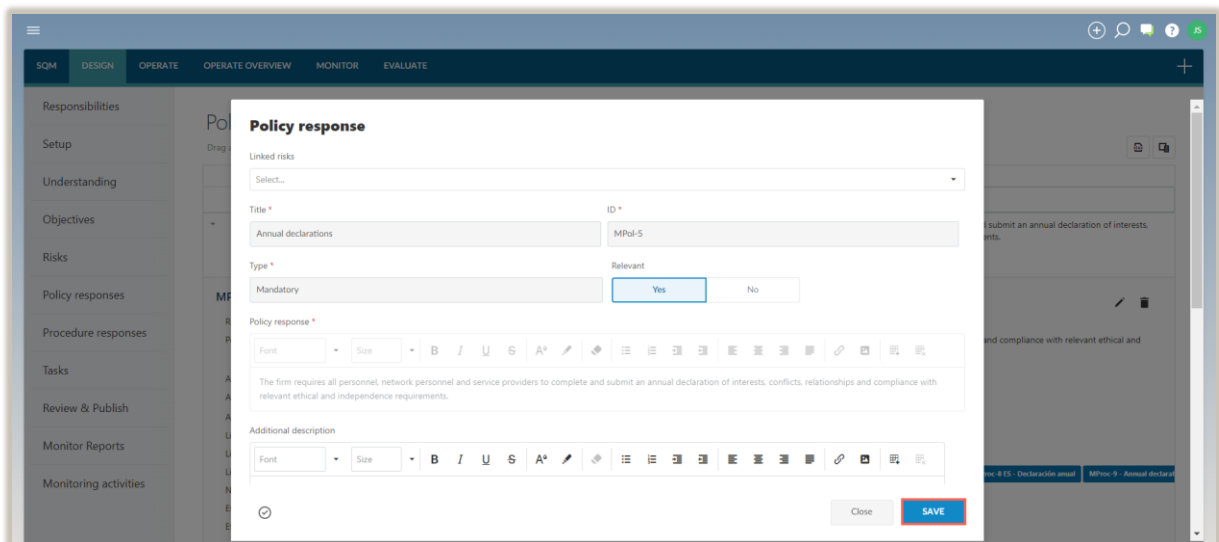 JS
SQM DESIGN OPERATE OPERATE OVERVIEW MONITOR EVALUATE
Responsibilities
Setup
Understanding
Objectives
Risks
Policy responses
Procedure responses
Tasks
Review & Publish
Monitor Reports
Monitoring activities
Pol
Drag
submit an annual declaration of interests,
and compliance with relevant ethical and
roc-8 ES - Declaración anual MProc-9 - Annual declarat
Policy response
Linked risks
Select...
Title * ID *
Annual declarations MPol-5
Type * Relevant
Mandatory Yes No
Policy response *
Font Size B I U S
The firm requires all personnel, network personnel and service providers to complete and submit an annual declaration of interests, conflicts, relationships and compliance with
relevant ethical and independence requirements.
Additional description
Font Size B I U S
Close SAVE